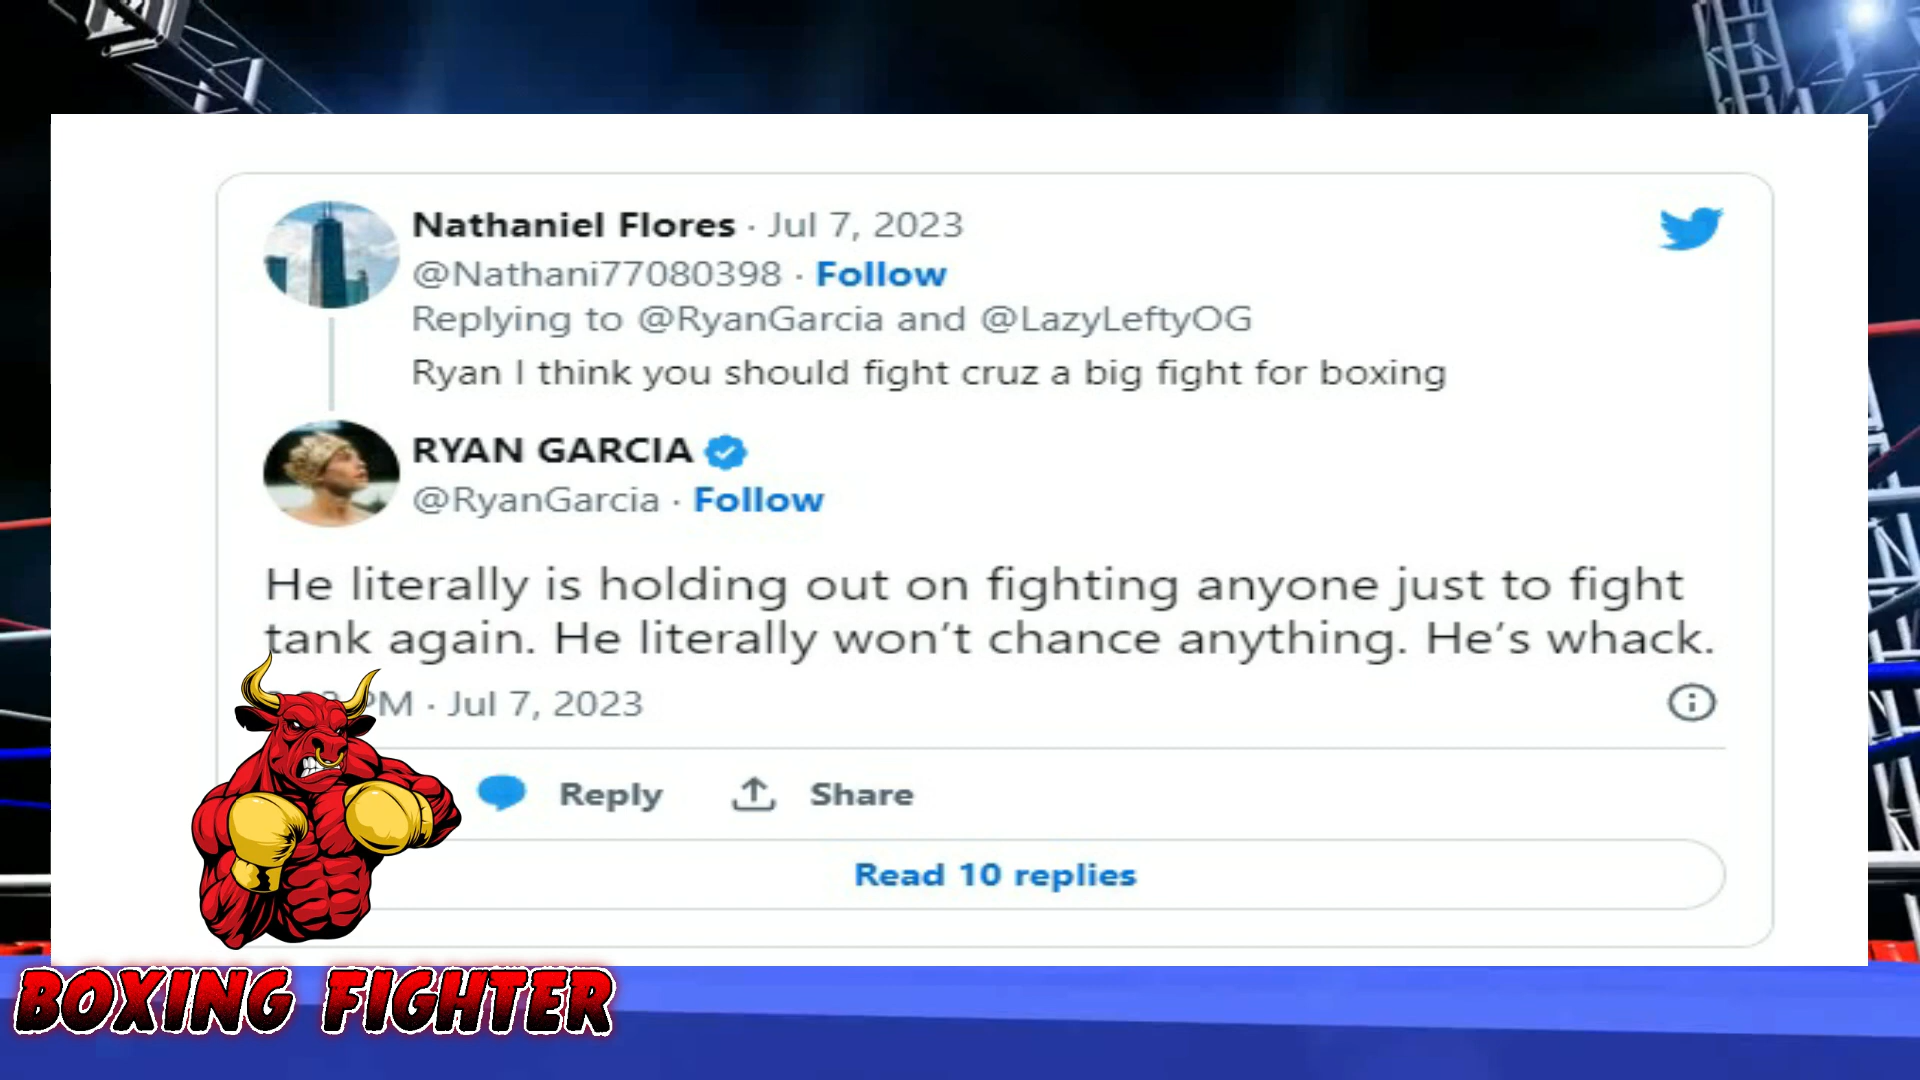 Nathaniel Flores · Jul 7, 2023
@Nathani77080398 · Follow
Replying to @RyanGarcia and @LazyLeftyOG
Ryan I think you should fight cruz a big fight for boxing
RYAN GARCIA
@RyanGarcia · Follow
He literally is holding out on fighting anyone just to fight
tank again. He literally won't chance anything. He's whack.
PM · Jul 7, 2023
Reply Share
Read 10 replies
BOXING FIGHTER